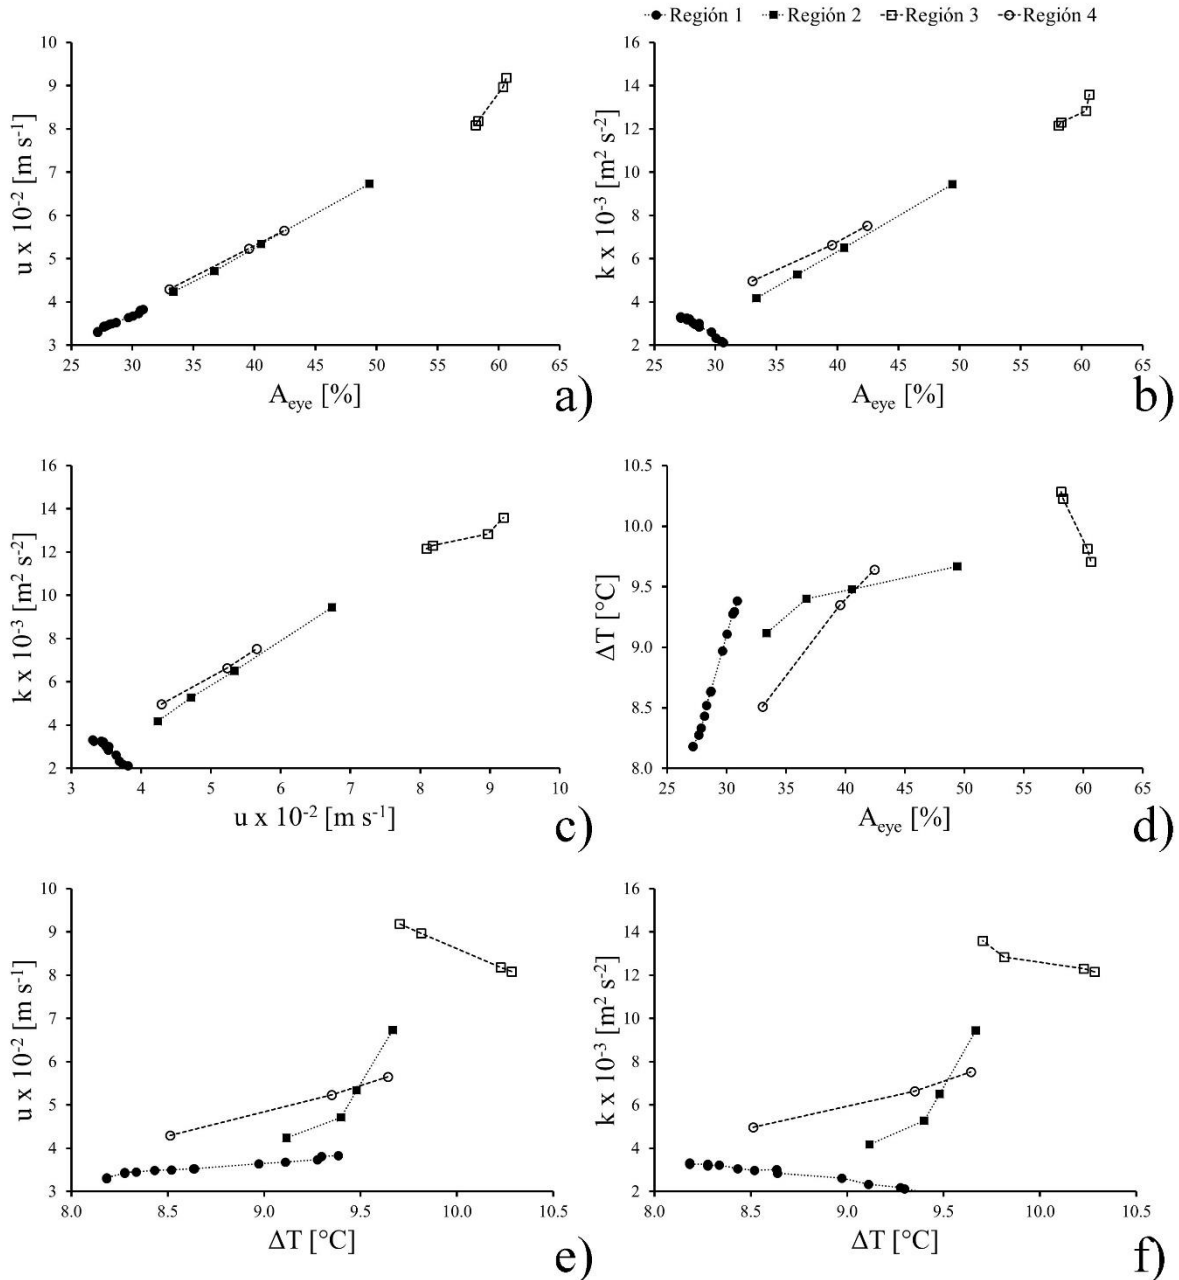 Región 1 Región 2 Región 3 Región 4
10
9
8
7
6
5
4
3
u x 10⁻² [m s⁻¹]
25 30 35 40 45 50 55 60 65
A_eye [%]
a)
16
14
12
10
8
6
4
2
k x 10⁻³ [m² s⁻²]
25 30 35 40 45 50 55 60 65
A_eye [%]
b)
16
14
12
10
8
6
4
2
k x 10⁻³ [m² s⁻²]
3 4 5 6 7 8 9 10
u x 10⁻² [m s⁻¹]
c)
10.5
10.0
9.5
9.0
8.5
8.0
ΔT [°C]
25 30 35 40 45 50 55 60 65
A_eye [%]
d)
10
9
8
7
6
5
4
3
u x 10⁻² [m s⁻¹]
8.0 8.5 9.0 9.5 10.0 10.5
ΔT [°C]
e)
16
14
12
10
8
6
4
2
k x 10⁻³ [m² s⁻²]
8.0 8.5 9.0 9.5 10.0 10.5
ΔT [°C]
f)